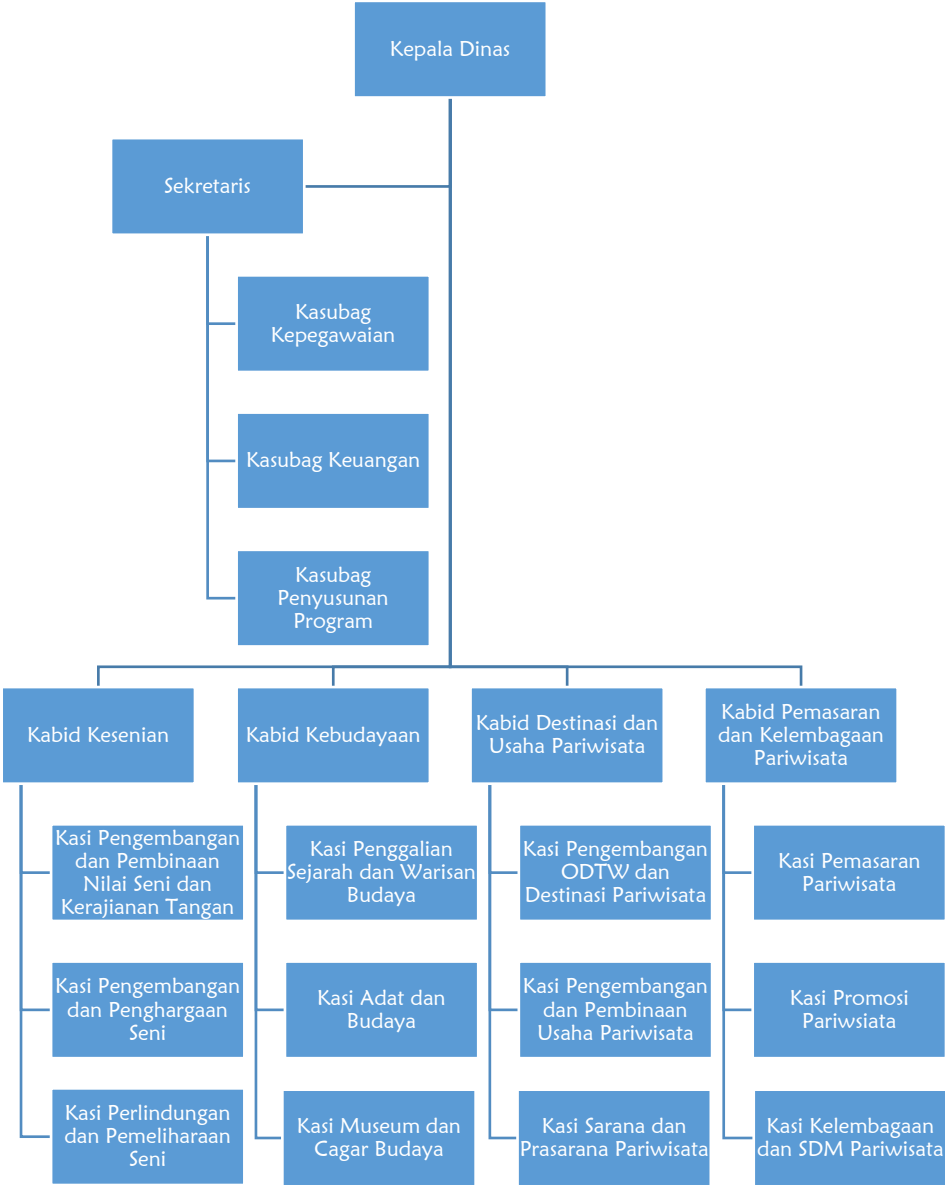 Kepala Dinas
Sekretaris
Kasubag
Kepegawaian
Kasubag Keuangan
Kasubag
Penyusunan
Program
Kabid Kesenian
Kabid Kebudayaan
Kabid Destinasi dan
Usaha Pariwisata
Kabid Pemasaran
dan Kelembagaan
Pariwisata
Kasi Pengembangan
dan Pembinaan
Nilai Seni dan
Kerajianan Tangan
Kasi Penggalian
Sejarah dan Warisan
Budaya
Kasi Pengembangan
ODTW dan
Destinasi Pariwisata
Kasi Pemasaran
Pariwisata
Kasi Pengembangan
dan Penghargaan
Seni
Kasi Adat dan
Budaya
Kasi Pengembangan
dan Pembinaan
Usaha Pariwisata
Kasi Promosi
Pariwsiata
Kasi Perlindungan
dan Pemeliharaan
Seni
Kasi Museum dan
Cagar Budaya
Kasi Sarana dan
Prasarana Pariwisata
Kasi Kelembagaan
dan SDM Pariwisata